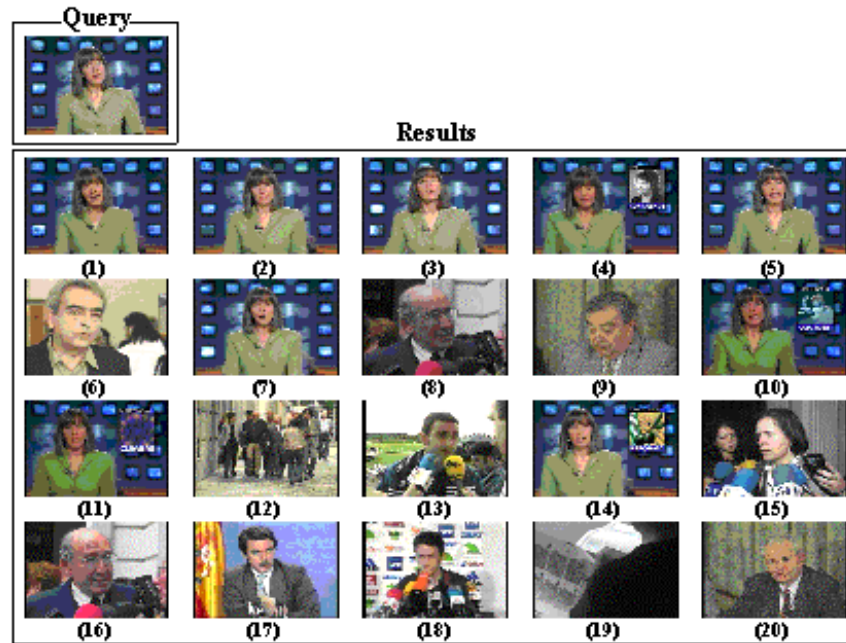 Query
Results
(1) (2) (3) (4) (5)
(6) (7) (8) (9) (10)
(11) (12) (13) (14) (15)
(16) (17) (18) (19) (20)